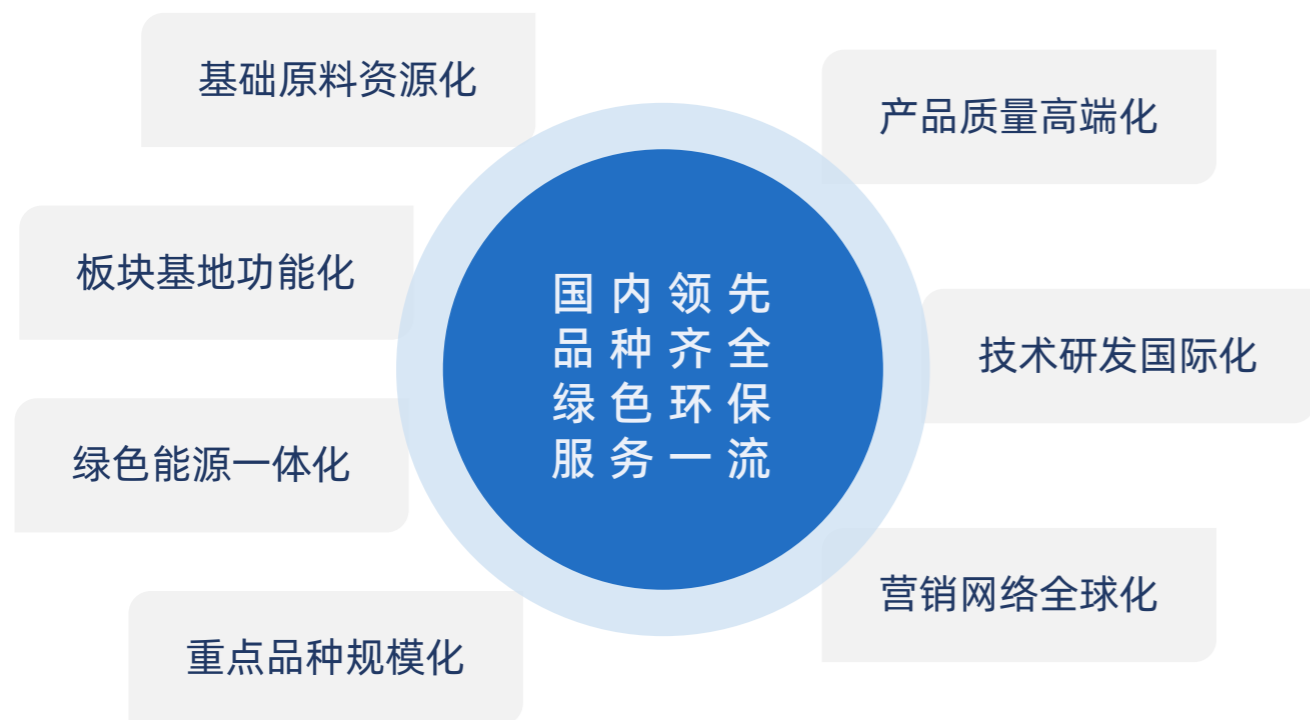 基础原料资源化
板块基地功能化
绿色能源一体化
重点品种规模化
国内领先
品种齐全
绿色环保
服务一流
产品质量高端化
技术研发国际化
营销网络全球化